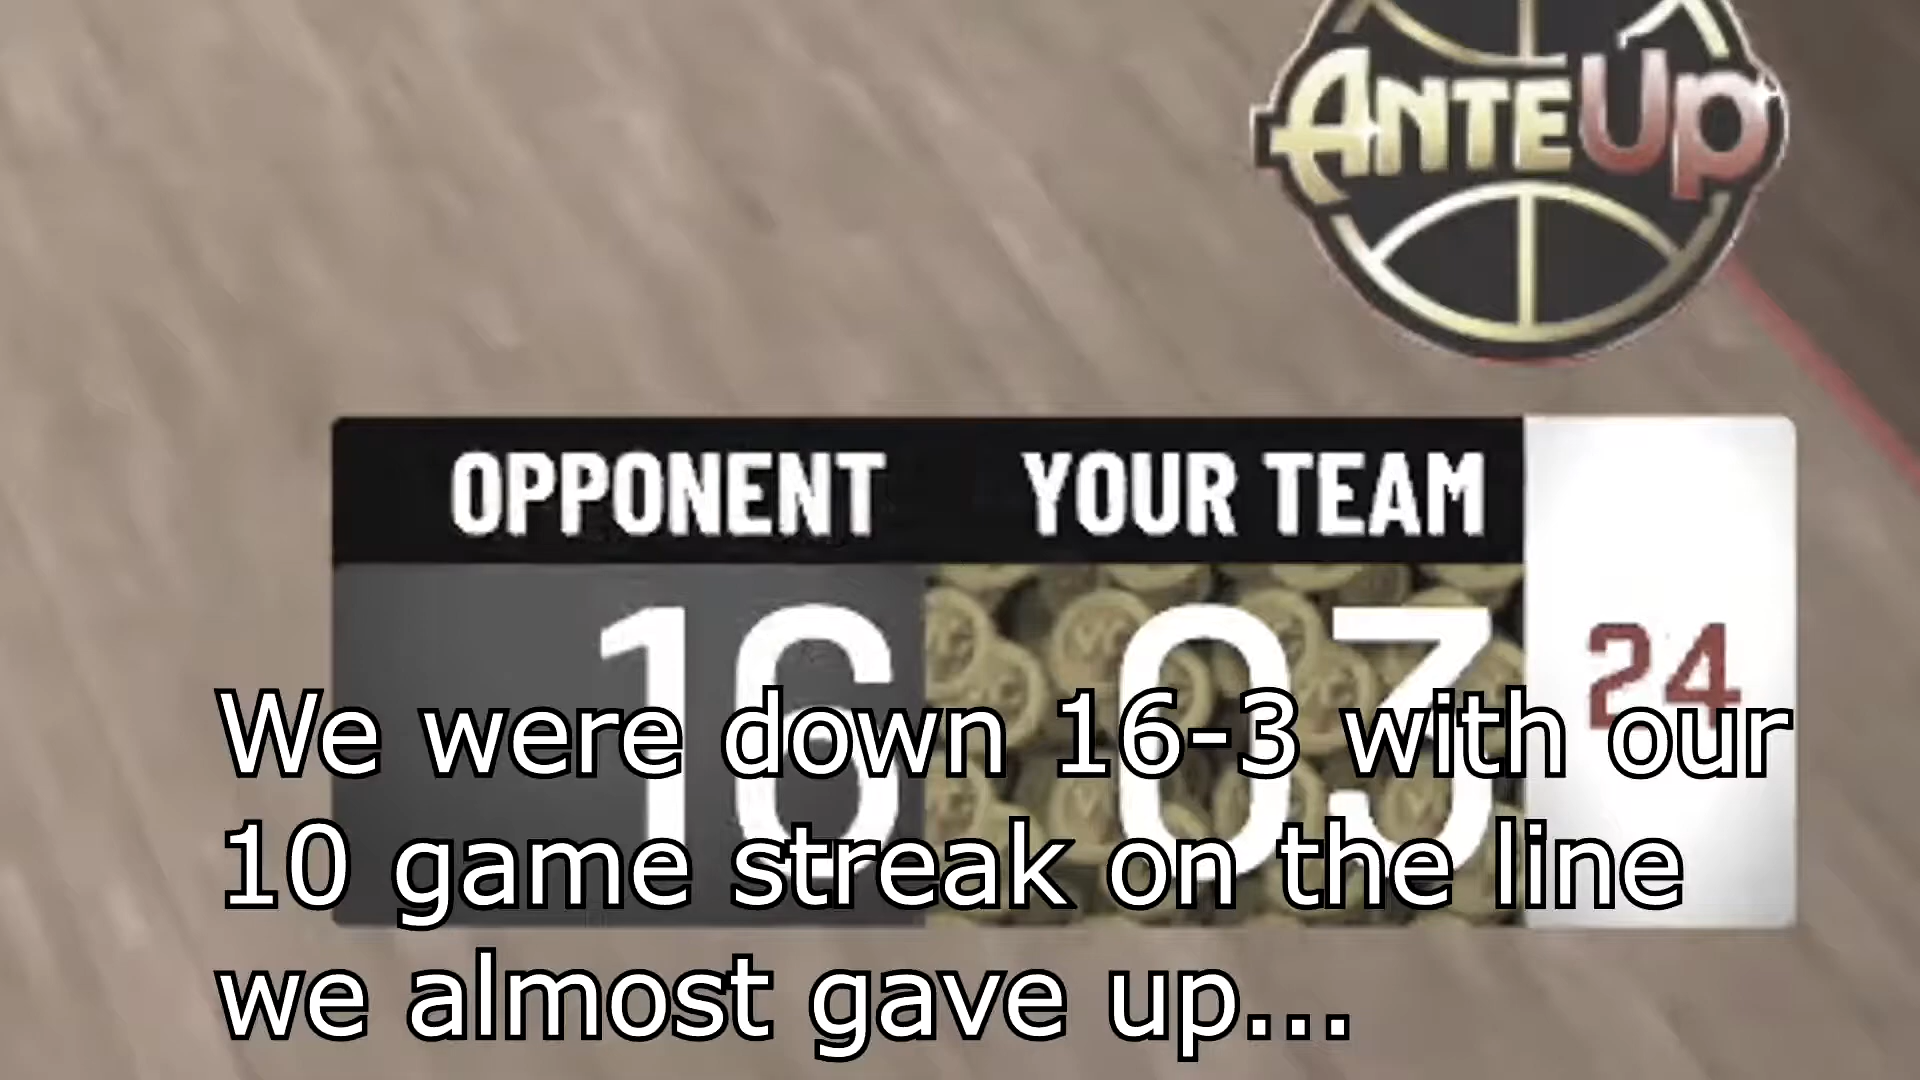 ANTEUp
OPPONENT YOUR TEAM
16 03 24
We were down 16-3 with our
10 game streak on the line
we almost gave up...